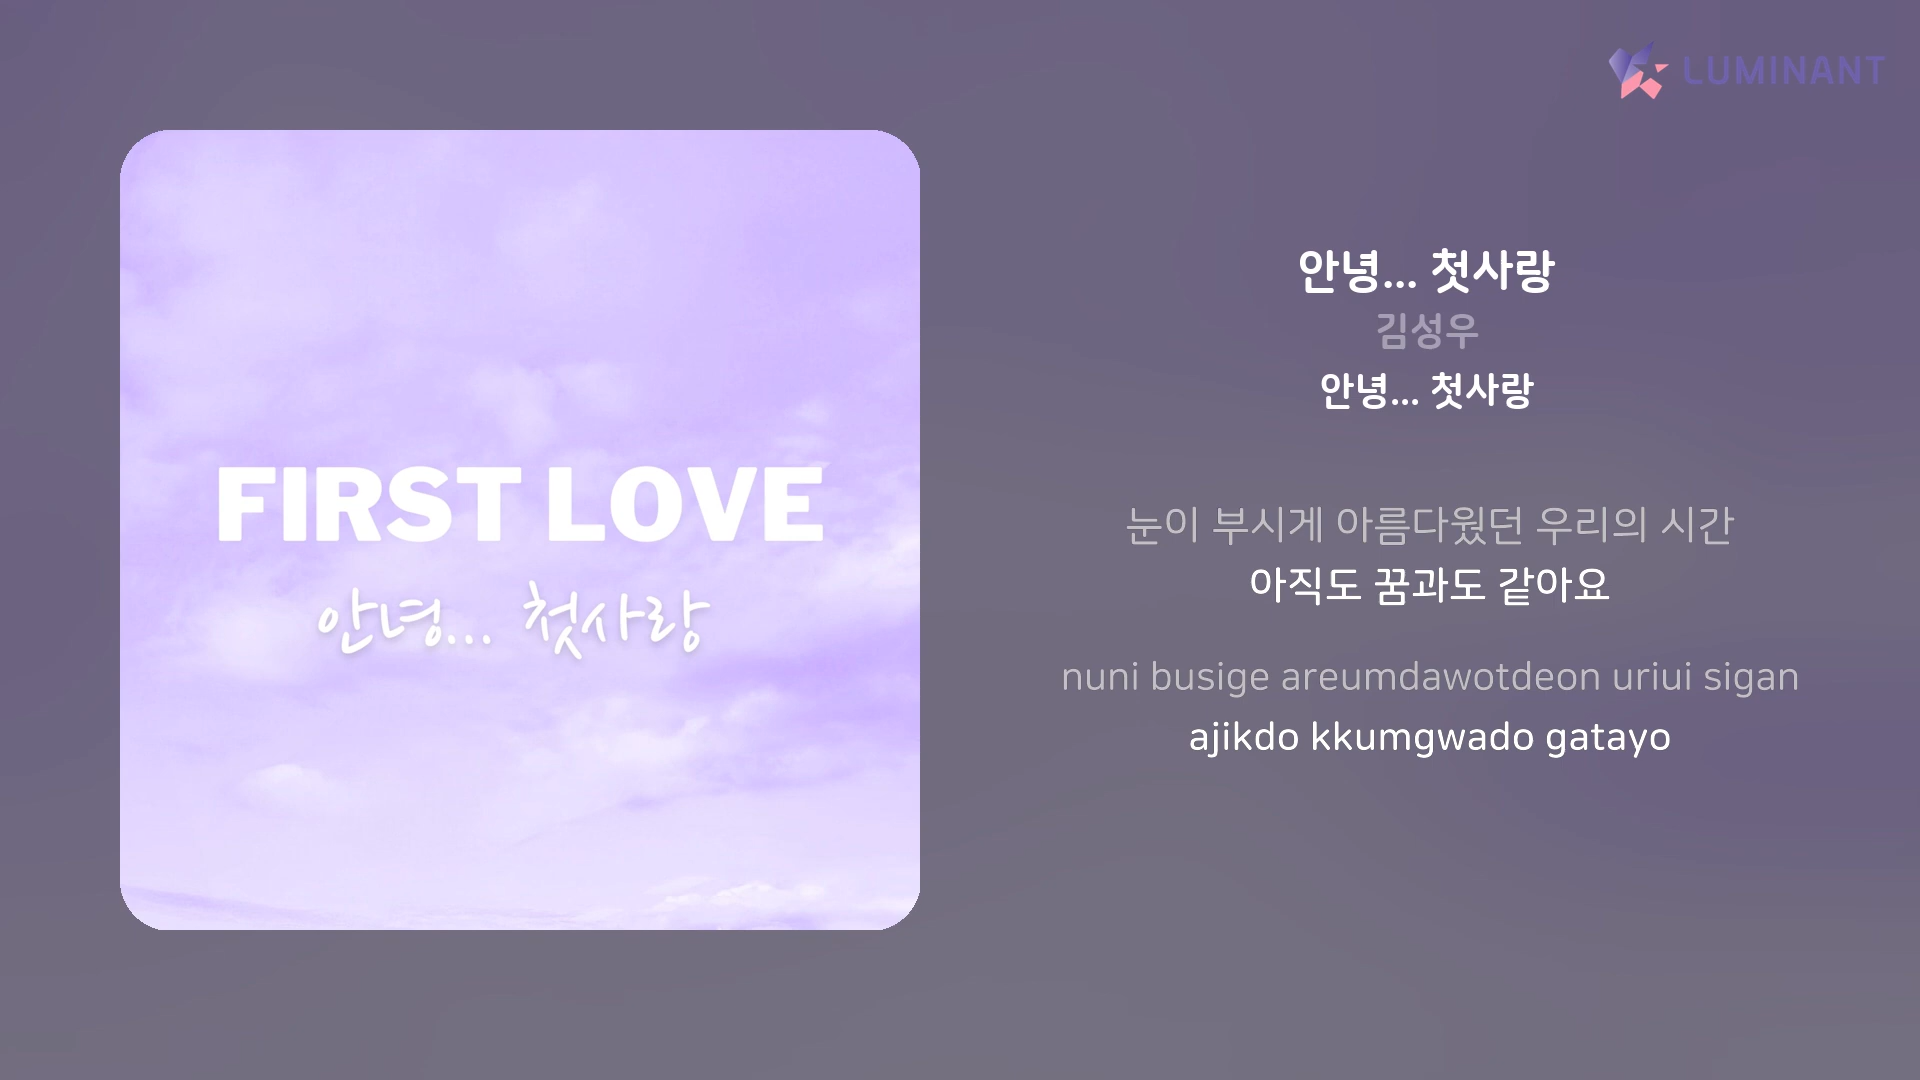 LUMINANT
FIRST LOVE
안녕... 첫사랑
안녕... 첫사랑
김성우
안녕... 첫사랑
눈이 부시게 아름다웠던 우리의 시간
아직도 꿈과도 같아요
nuni busige areumdawotdeon uriui sigan
ajikdo kkumgwado gatayo